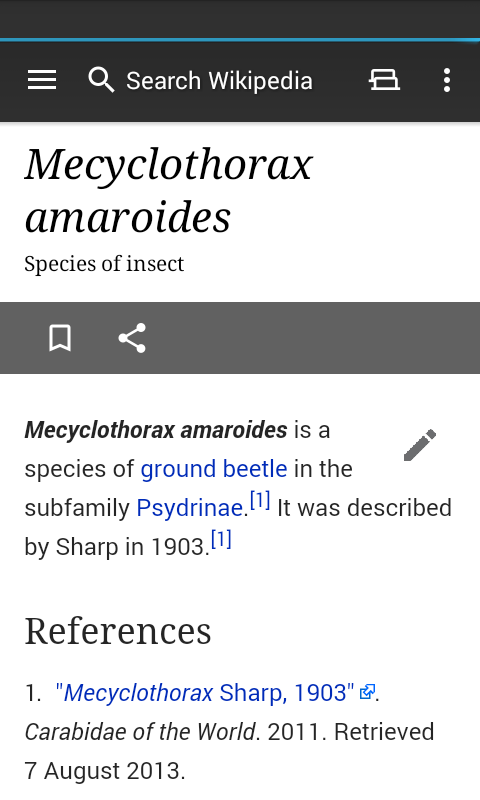 Search Wikipedia
Mecyclothorax
amaroides
Species of insect
Mecyclothorax amaroides is a
species of ground beetle in the
subfamily Psydrinae.[1] It was described
by Sharp in 1903.[1]
References
1. "Mecyclothorax Sharp, 1903".
Carabidae of the World. 2011. Retrieved
7 August 2013.